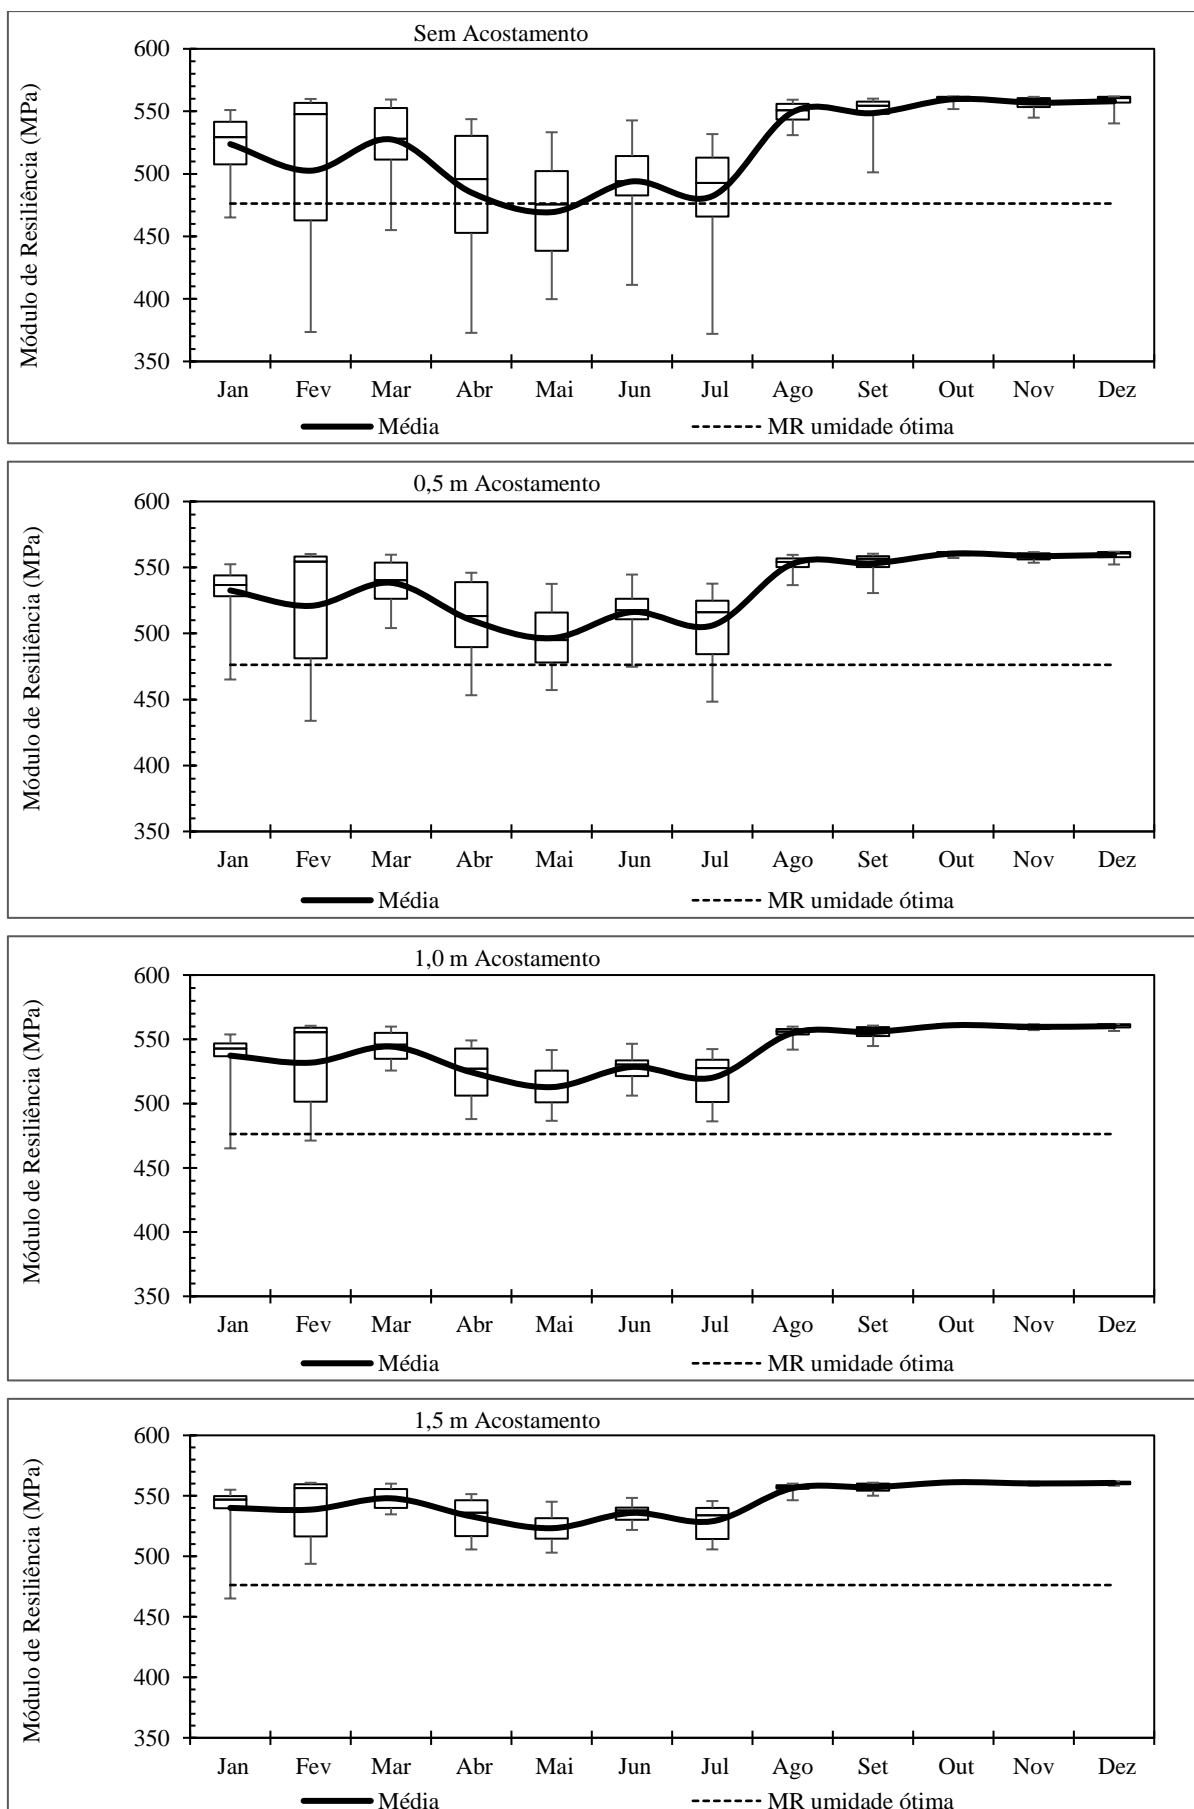 Sem Acostamento
Módulo de Resiliência (MPa)
600
550
500
450
400
350
Jan Fev Mar Abr Mai Jun Jul Ago Set Out Nov Dez
Média MR umidade ótima
0,5 m Acostamento
Módulo de Resiliência (MPa)
600
550
500
450
400
350
Jan Fev Mar Abr Mai Jun Jul Ago Set Out Nov Dez
Média MR umidade ótima
1,0 m Acostamento
Módulo de Resiliência (MPa)
600
550
500
450
400
350
Jan Fev Mar Abr Mai Jun Jul Ago Set Out Nov Dez
Média MR umidade ótima
1,5 m Acostamento
Módulo de Resiliência (MPa)
600
550
500
450
400
350
Jan Fev Mar Abr Mai Jun Jul Ago Set Out Nov Dez
Média MR umidade ótima